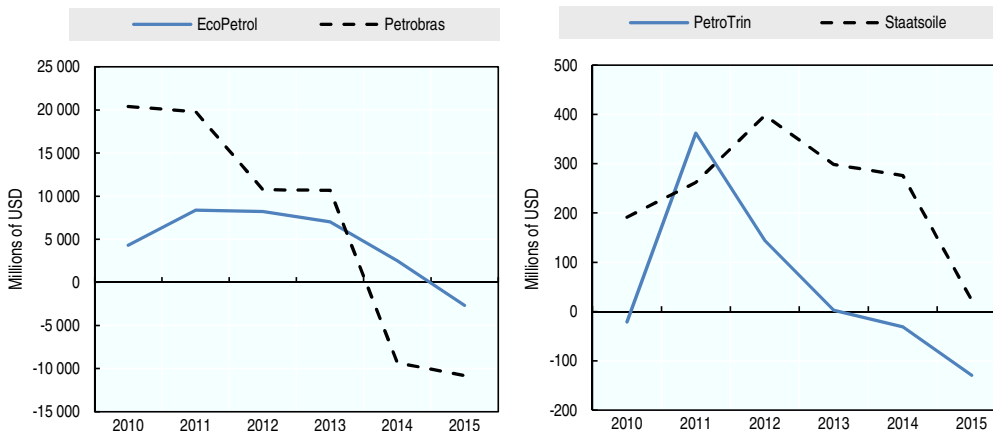 EcoPetrol Petrobras
Millions of USD
25 000
20 000
15 000
10 000
5 000
0
-5 000
-10 000
-15 000
2010 2011 2012 2013 2014 2015
PetroTrin Staatsoile
Millions of USD
500
400
300
200
100
0
-100
-200
2010 2011 2012 2013 2014 2015